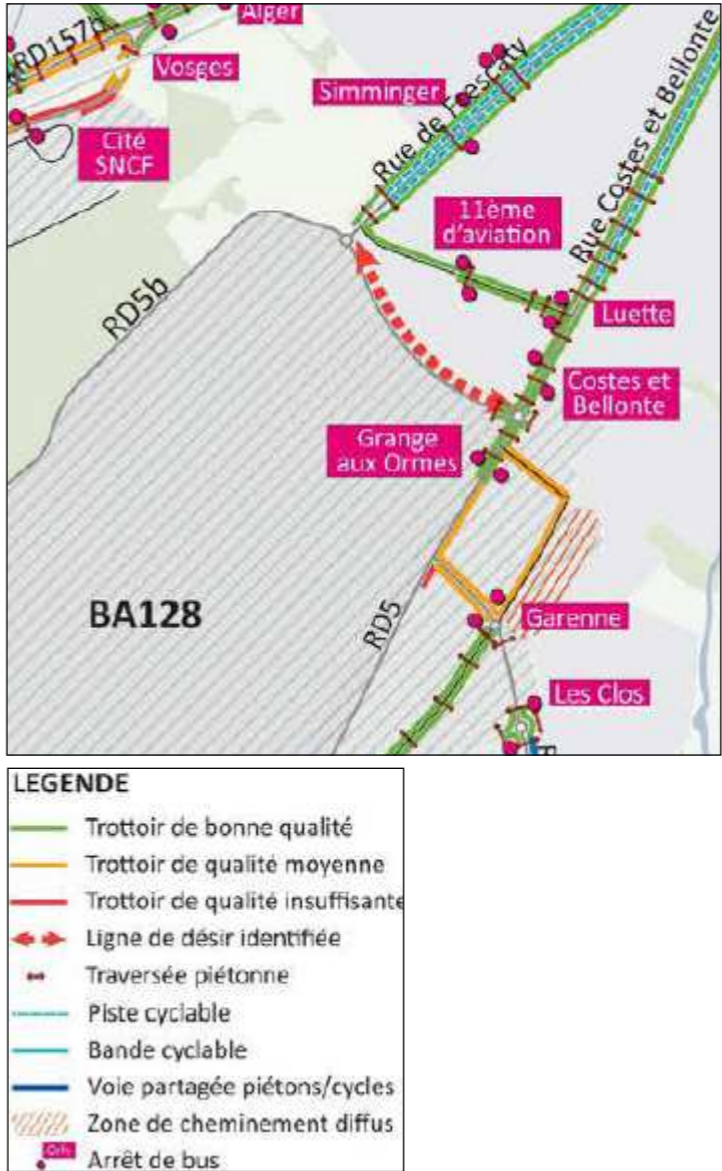 Alger
RD157b
Vosges
Simminger
Rue de Frescaty
Cité
SNCF
Rue Costes et Bellonte
11ème
d'aviation
RD5b
Luette
Costes et
Bellonte
Grange
aux Ormes
BA128
RD5
Garenne
Les Clos
LEGENDE
Trottoir de bonne qualité
Trottoir de qualité moyenne
Trottoir de qualité insuffisante
Ligne de désir identifiée
Traversée piétonne
Piste cyclable
Bande cyclable
Voie partagée piétons/cycles
Zone de cheminement diffus
Arrêt de bus